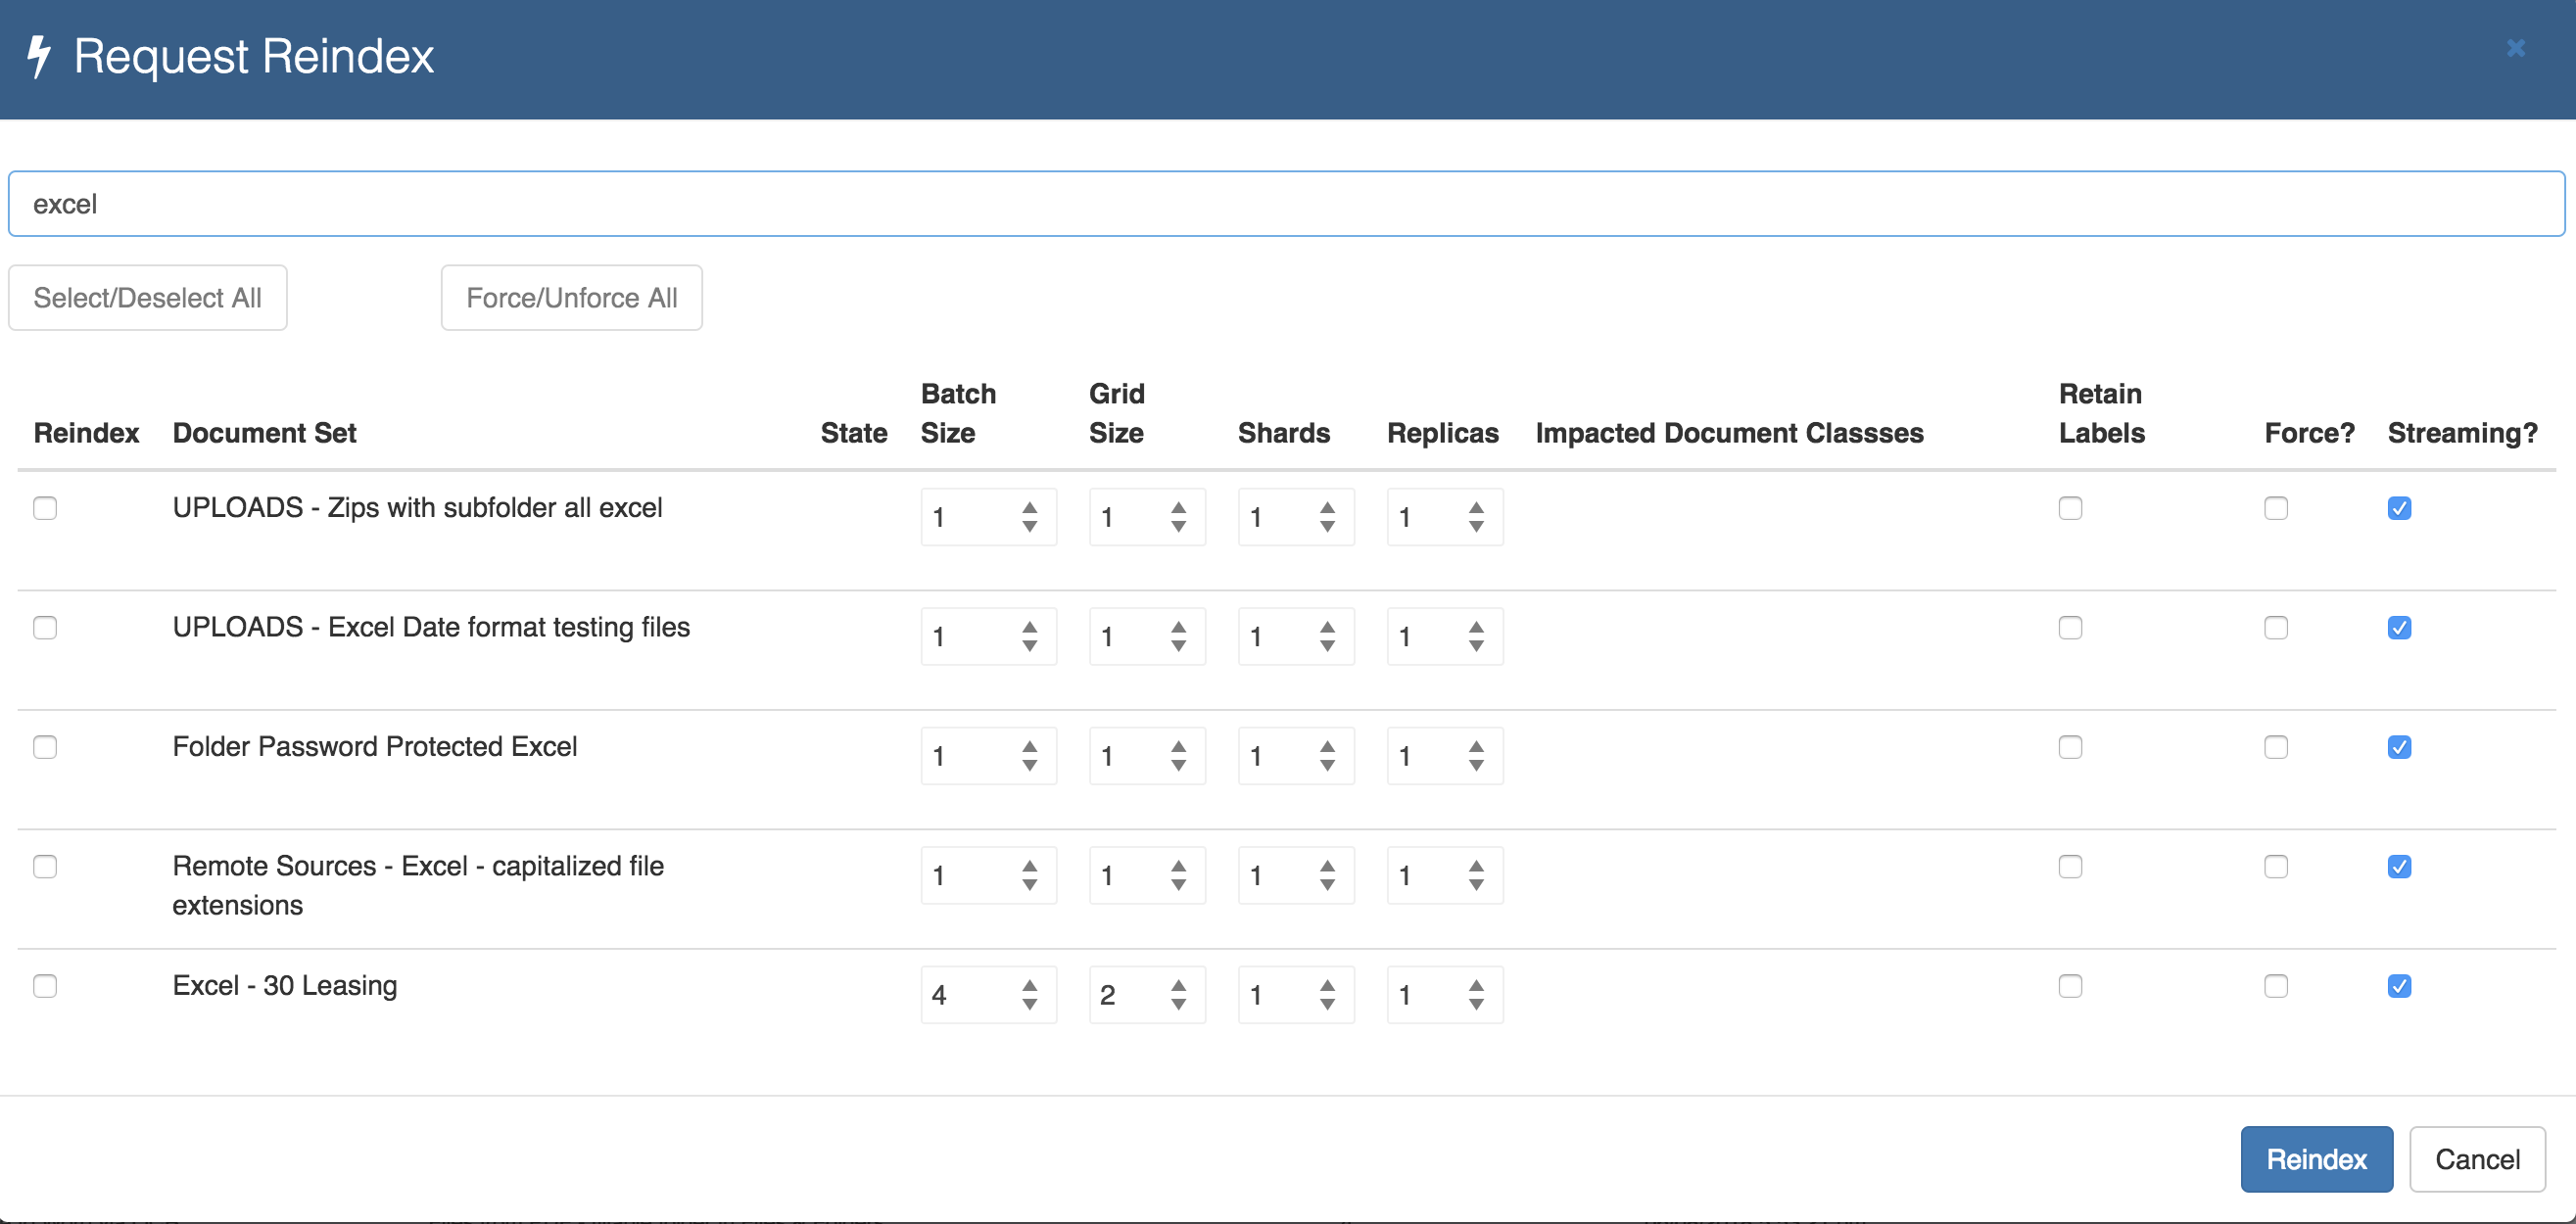 Request Reindex
excel
Select/Deselect All Force/Unforce All
Batch Grid Retain
Reindex Document Set State Size Size Shards Replicas Impacted Document Classses Labels Force? Streaming?
UPLOADS - Zips with subfolder all excel 1 1 1 1
UPLOADS - Excel Date format testing files 1 1 1 1
Folder Password Protected Excel 1 1 1 1
Remote Sources - Excel - capitalized file 1 1 1 1
extensions
Excel - 30 Leasing 4 2 1 1
Reindex Cancel